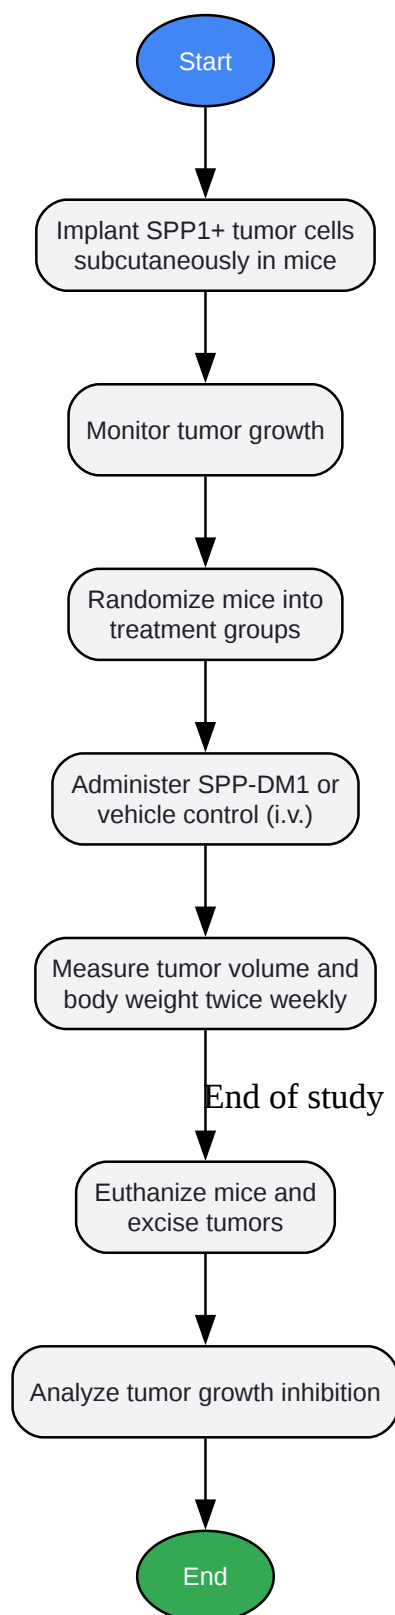 Start
Implant SPP1+ tumor cells
subcutaneously in mice
Monitor tumor growth
Randomize mice into
treatment groups
Administer SPP-DM1 or
vehicle control (i.v.)
Measure tumor volume and
body weight twice weekly
End of study
Euthanize mice and
excise tumors
Analyze tumor growth inhibition
End